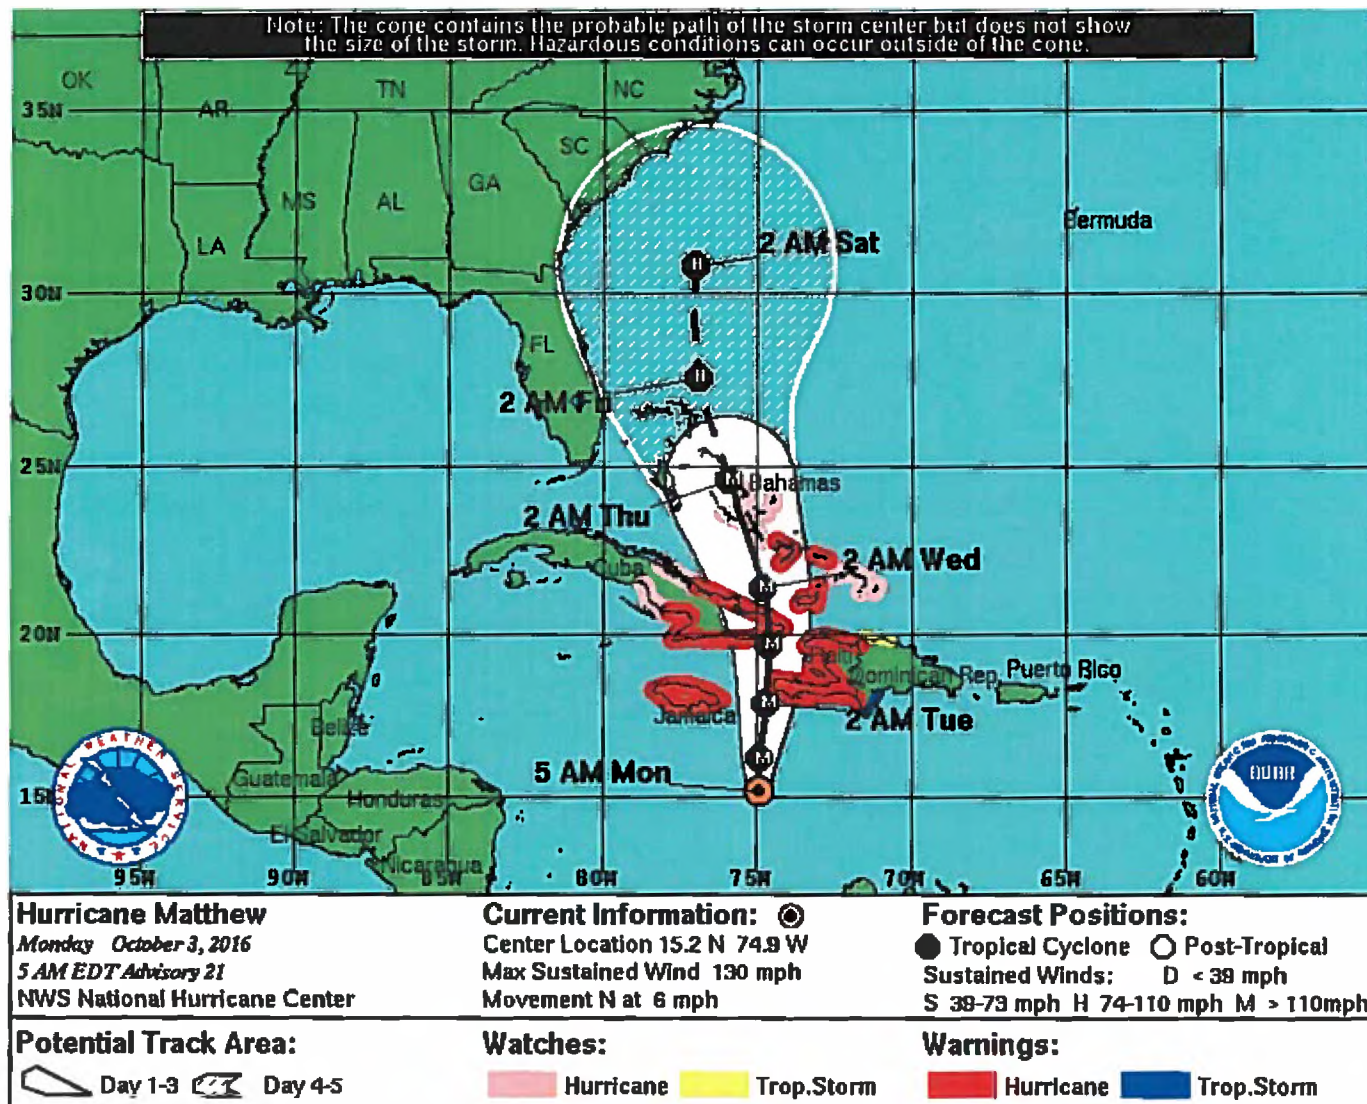 Note: The cone contains the probable path of the storm center but does not show
the size of the storm. Hazardous conditions can occur outside of the cone.
OK
TN
NC
AR
35N
SC
MS
AL
GA
LA
Bermuda
2 AM Sat
H
30N
FL
H
2 AM Fri
25N
Bahamas
2 AM Thu
Cuba
2 AM Wed
M
20N
M
Haiti
Dominican Rep
Puerto Rico
Jamaica
M
2 AM Tue
Belize
M
5 AM Mon
Guatemala
15N
Honduras
El Salvador
Nicaragua
NATIONAL WEATHER SERVICE
95W 90W 85W 80W 75W 70W 65W 60W
Hurricane Matthew
Monday October 3, 2016
5 AM EDT Advisory 21
NWS National Hurricane Center
Current Information:
Center Location 15.2 N 74.9 W
Max Sustained Wind 130 mph
Movement N at 6 mph
Forecast Positions:
Tropical Cyclone Post-Tropical
Sustained Winds: D < 39 mph
S 39-73 mph H 74-110 mph M > 110mph
Potential Track Area:
Day 1-3 Day 4-5
Watches:
Hurricane Trop.Storm
Warnings:
Hurricane Trop.Storm